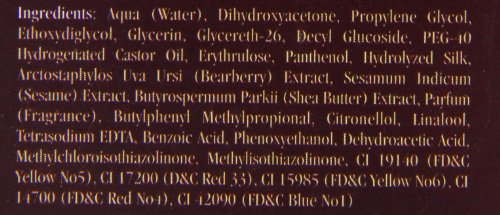 Ingredients: Aqua (Water), Dihydroxyacetone, Propylene Glycol,
Ethoxydiglycol, Glycerin, Glycereth-26, Decyl Glucoside, PEG-40
Hydrogenated Castor Oil, Erythrulose, Panthenol, Hydrolyzed Silk,
Arctostaphylos Uva Ursi (Bearberry) Extract, Sesamum Indicum
(Sesame) Extract, Butyrospermum Parkii (Shea Butter) Extract, Parfum
(Fragrance), Butylphenyl Methylpropional, Citronellol, Linalool,
Tetrasodium EDTA, Benzoic Acid, Phenoxyethanol, Dehydroacetic Acid,
Methylchloroisothiazolinone, Methylisothiazolinone, CI 19140 (FD&C
Yellow No5), CI 17200 (D&C Red 33), CI 15985 (FD&C Yellow No6), CI
14700 (FD&C Red No4), CI 42090 (FD&C Blue No1)